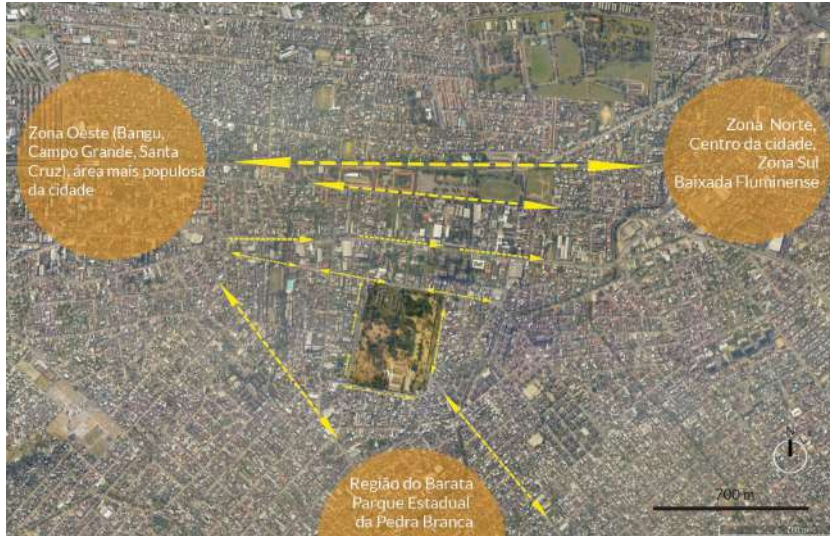 Zona Oeste (Bangu,
Campo Grande, Santa
Cruz), área mais populosa
da cidade
Zona Norte,
Centro da cidade,
Zona Sul
Baixada Fluminense
Região do Barata
Parque Estadual
da Pedra Branca
N
700 m